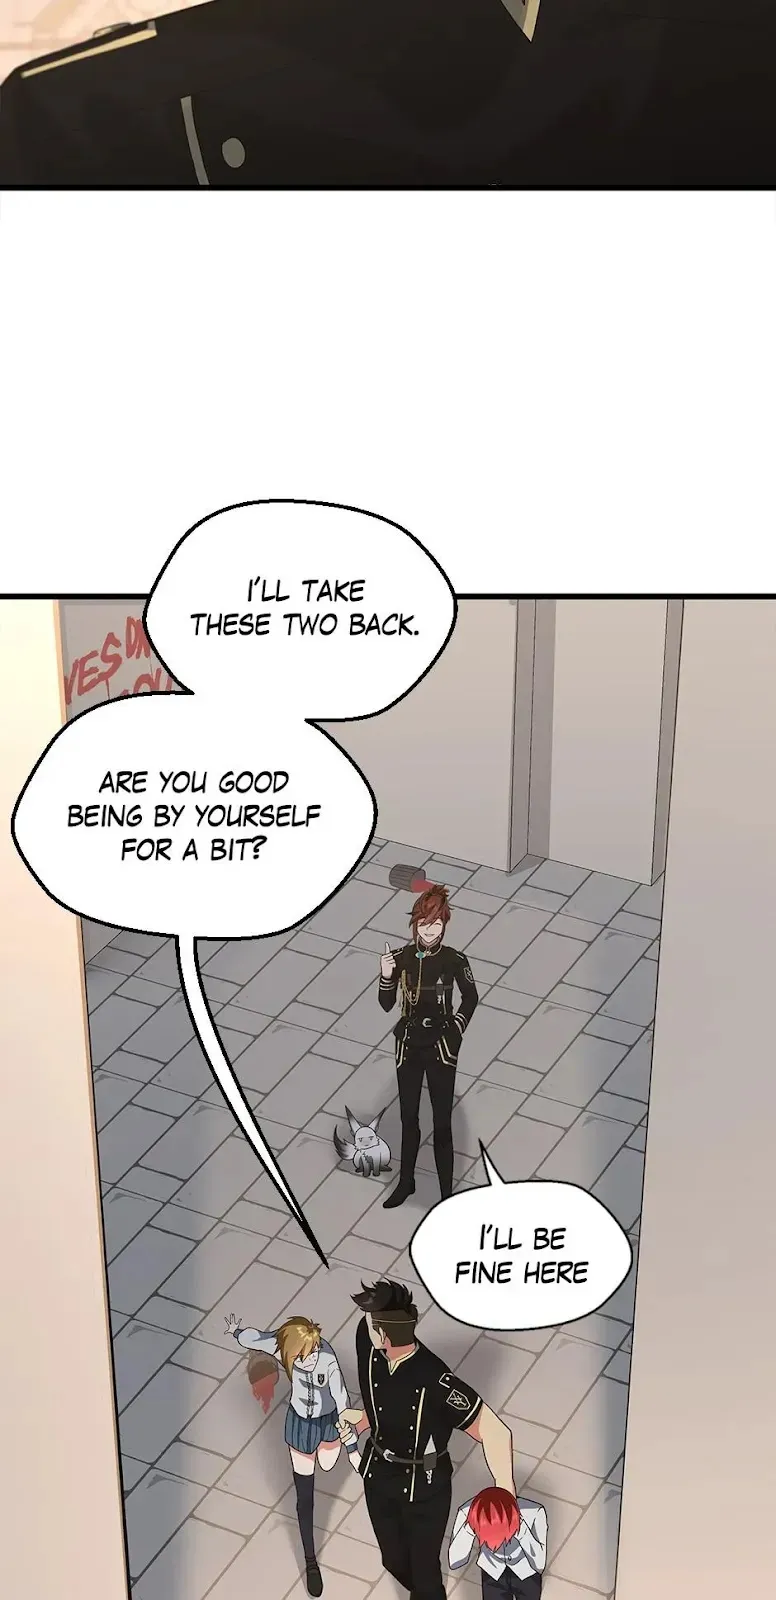 I'LL TAKE
THESE TWO BACK.
ARE YOU GOOD
BEING BY YOURSELF
FOR A BIT?
I'LL BE
FINE HERE